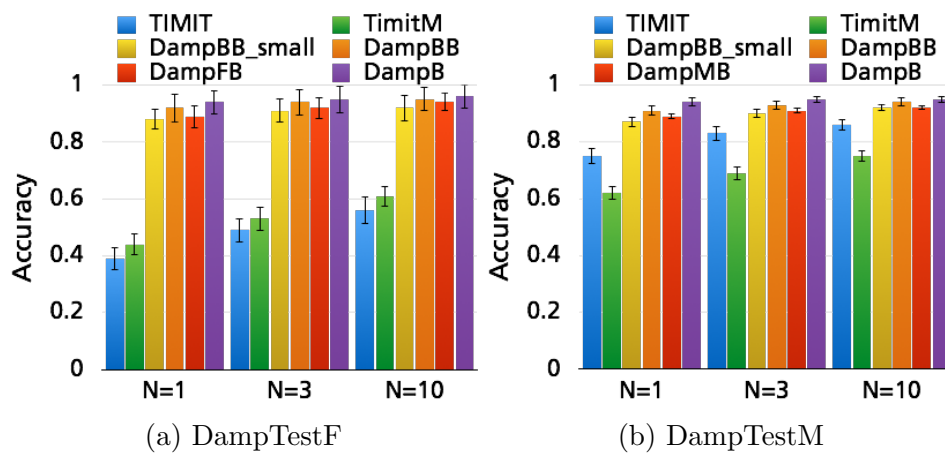 TIMIT TimitM
DampBB_small DampBB
DampFB DampB
1
0.8
0.6
0.4
0.2
0
Accuracy
N=1 N=3 N=10
(a) DampTestF
TIMIT TimitM
DampBB_small DampBB
DampMB DampB
1
0.8
0.6
0.4
0.2
0
Accuracy
N=1 N=3 N=10
(b) DampTestM